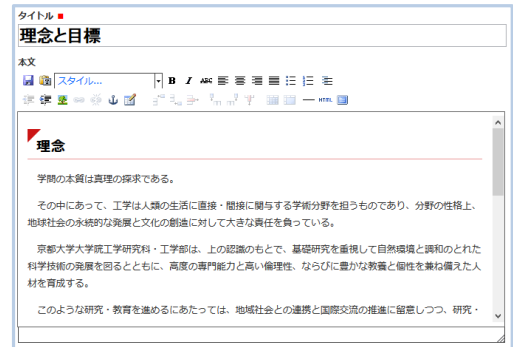 タイトル
理念と目標
本文
スタイル...
B I ABC
HTML
理念
学問の本質は真理の探求である。
その中にあって、工学は人類の生活に直接・間接に関与する学術分野を担うものであり、分野の性格上、
地球社会の永続的な発展と文化の創造に対して大きな責任を負っている。
京都大学大学院工学研究科・工学部は、上の認識のもとで、基礎研究を重視して自然環境と調和のとれた
科学技術の発展を図るとともに、高度の専門能力と高い倫理性、ならびに豊かな教養と個性を兼ね備えた人
材を育成する。
このような研究・教育を進めるにあたっては、地域社会との連携と国際交流の推進に留意しつつ、研究・